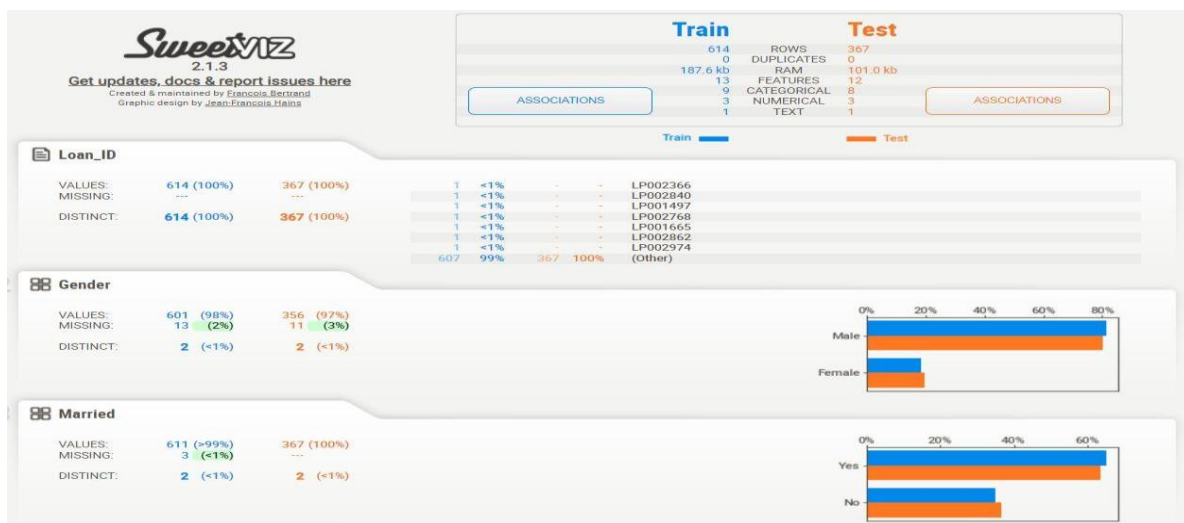 SweetVIZ
2.1.3
Get updates, docs & report issues here
Created & maintained by Francois Bertrand
Graphic design by Jean-Francois Hains
Train Test
614 ROWS 367
0 DUPLICATES 0
187.6 kb RAM 101.0 kb
13 FEATURES 12
9 CATEGORICAL 8
3 NUMERICAL 3
1 TEXT 1
ASSOCIATIONS
ASSOCIATIONS
Train Test
Loan_ID
VALUES: 614 (100%) 367 (100%)
MISSING: --- ---
DISTINCT: 614 (100%) 367 (100%)
1 <1% - - LP002366
1 <1% - - LP002840
1 <1% - - LP001497
1 <1% - - LP002768
1 <1% - - LP001665
1 <1% - - LP002862
1 <1% - - LP002974
607 99% 367 100% (Other)
Gender
VALUES: 601 (98%) 356 (97%)
MISSING: 13 (2%) 11 (3%)
DISTINCT: 2 (<1%) 2 (<1%)
0% 20% 40% 60% 80%
Male
Female
Married
VALUES: 611 (>99%) 367 (100%)
MISSING: 3 (<1%) ---
DISTINCT: 2 (<1%) 2 (<1%)
0% 20% 40% 60%
Yes
No